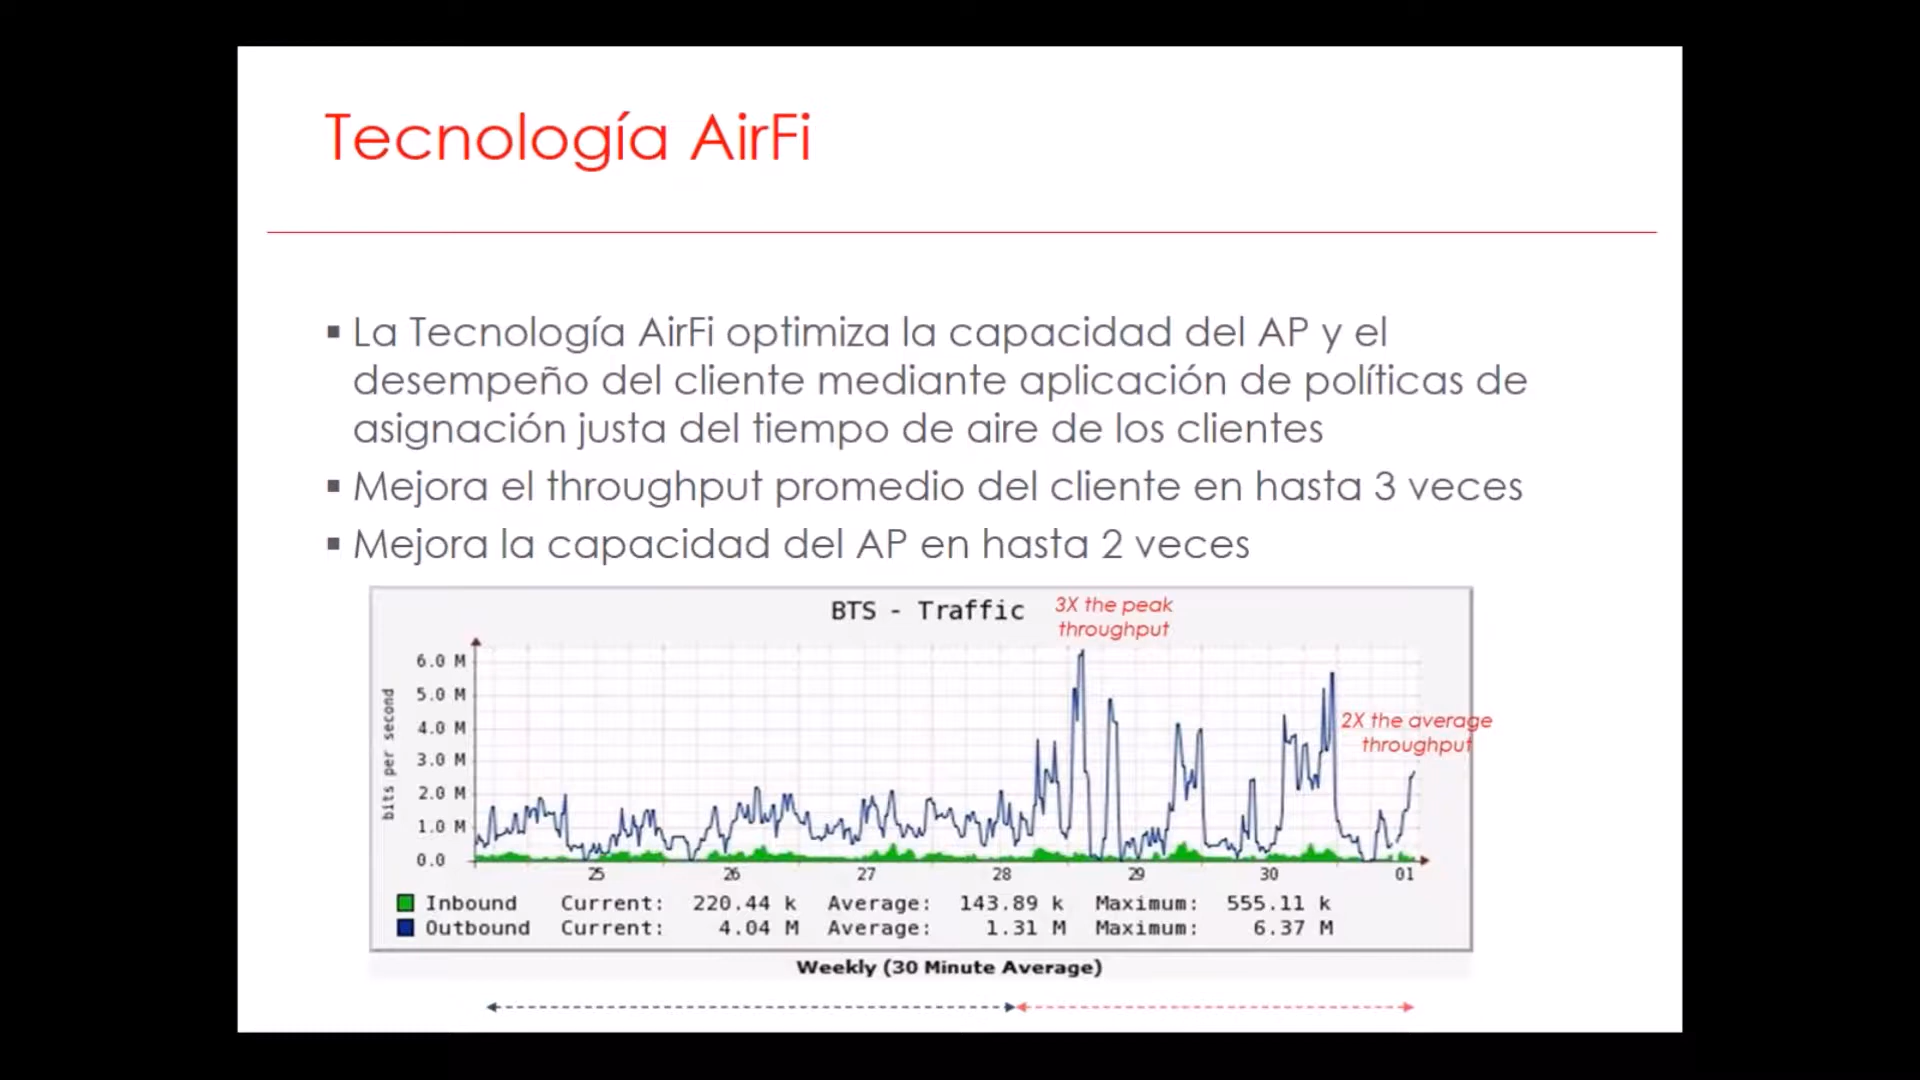 Tecnología AirFi
▪ La Tecnología AirFi optimiza la capacidad del AP y el
desempeño del cliente mediante aplicación de políticas de
asignación justa del tiempo de aire de los clientes
▪ Mejora el throughput promedio del cliente en hasta 3 veces
▪ Mejora la capacidad del AP en hasta 2 veces
BTS - Traffic
3X the peak
throughput
bits per second
6.0 M
5.0 M
4.0 M
3.0 M
2.0 M
1.0 M
0.0
2X the average
throughput
25 26 27 28 29 30 01
Inbound Current: 220.44 k Average: 143.89 k Maximum: 555.11 k
Outbound Current: 4.04 M Average: 1.31 M Maximum: 6.37 M
Weekly (30 Minute Average)